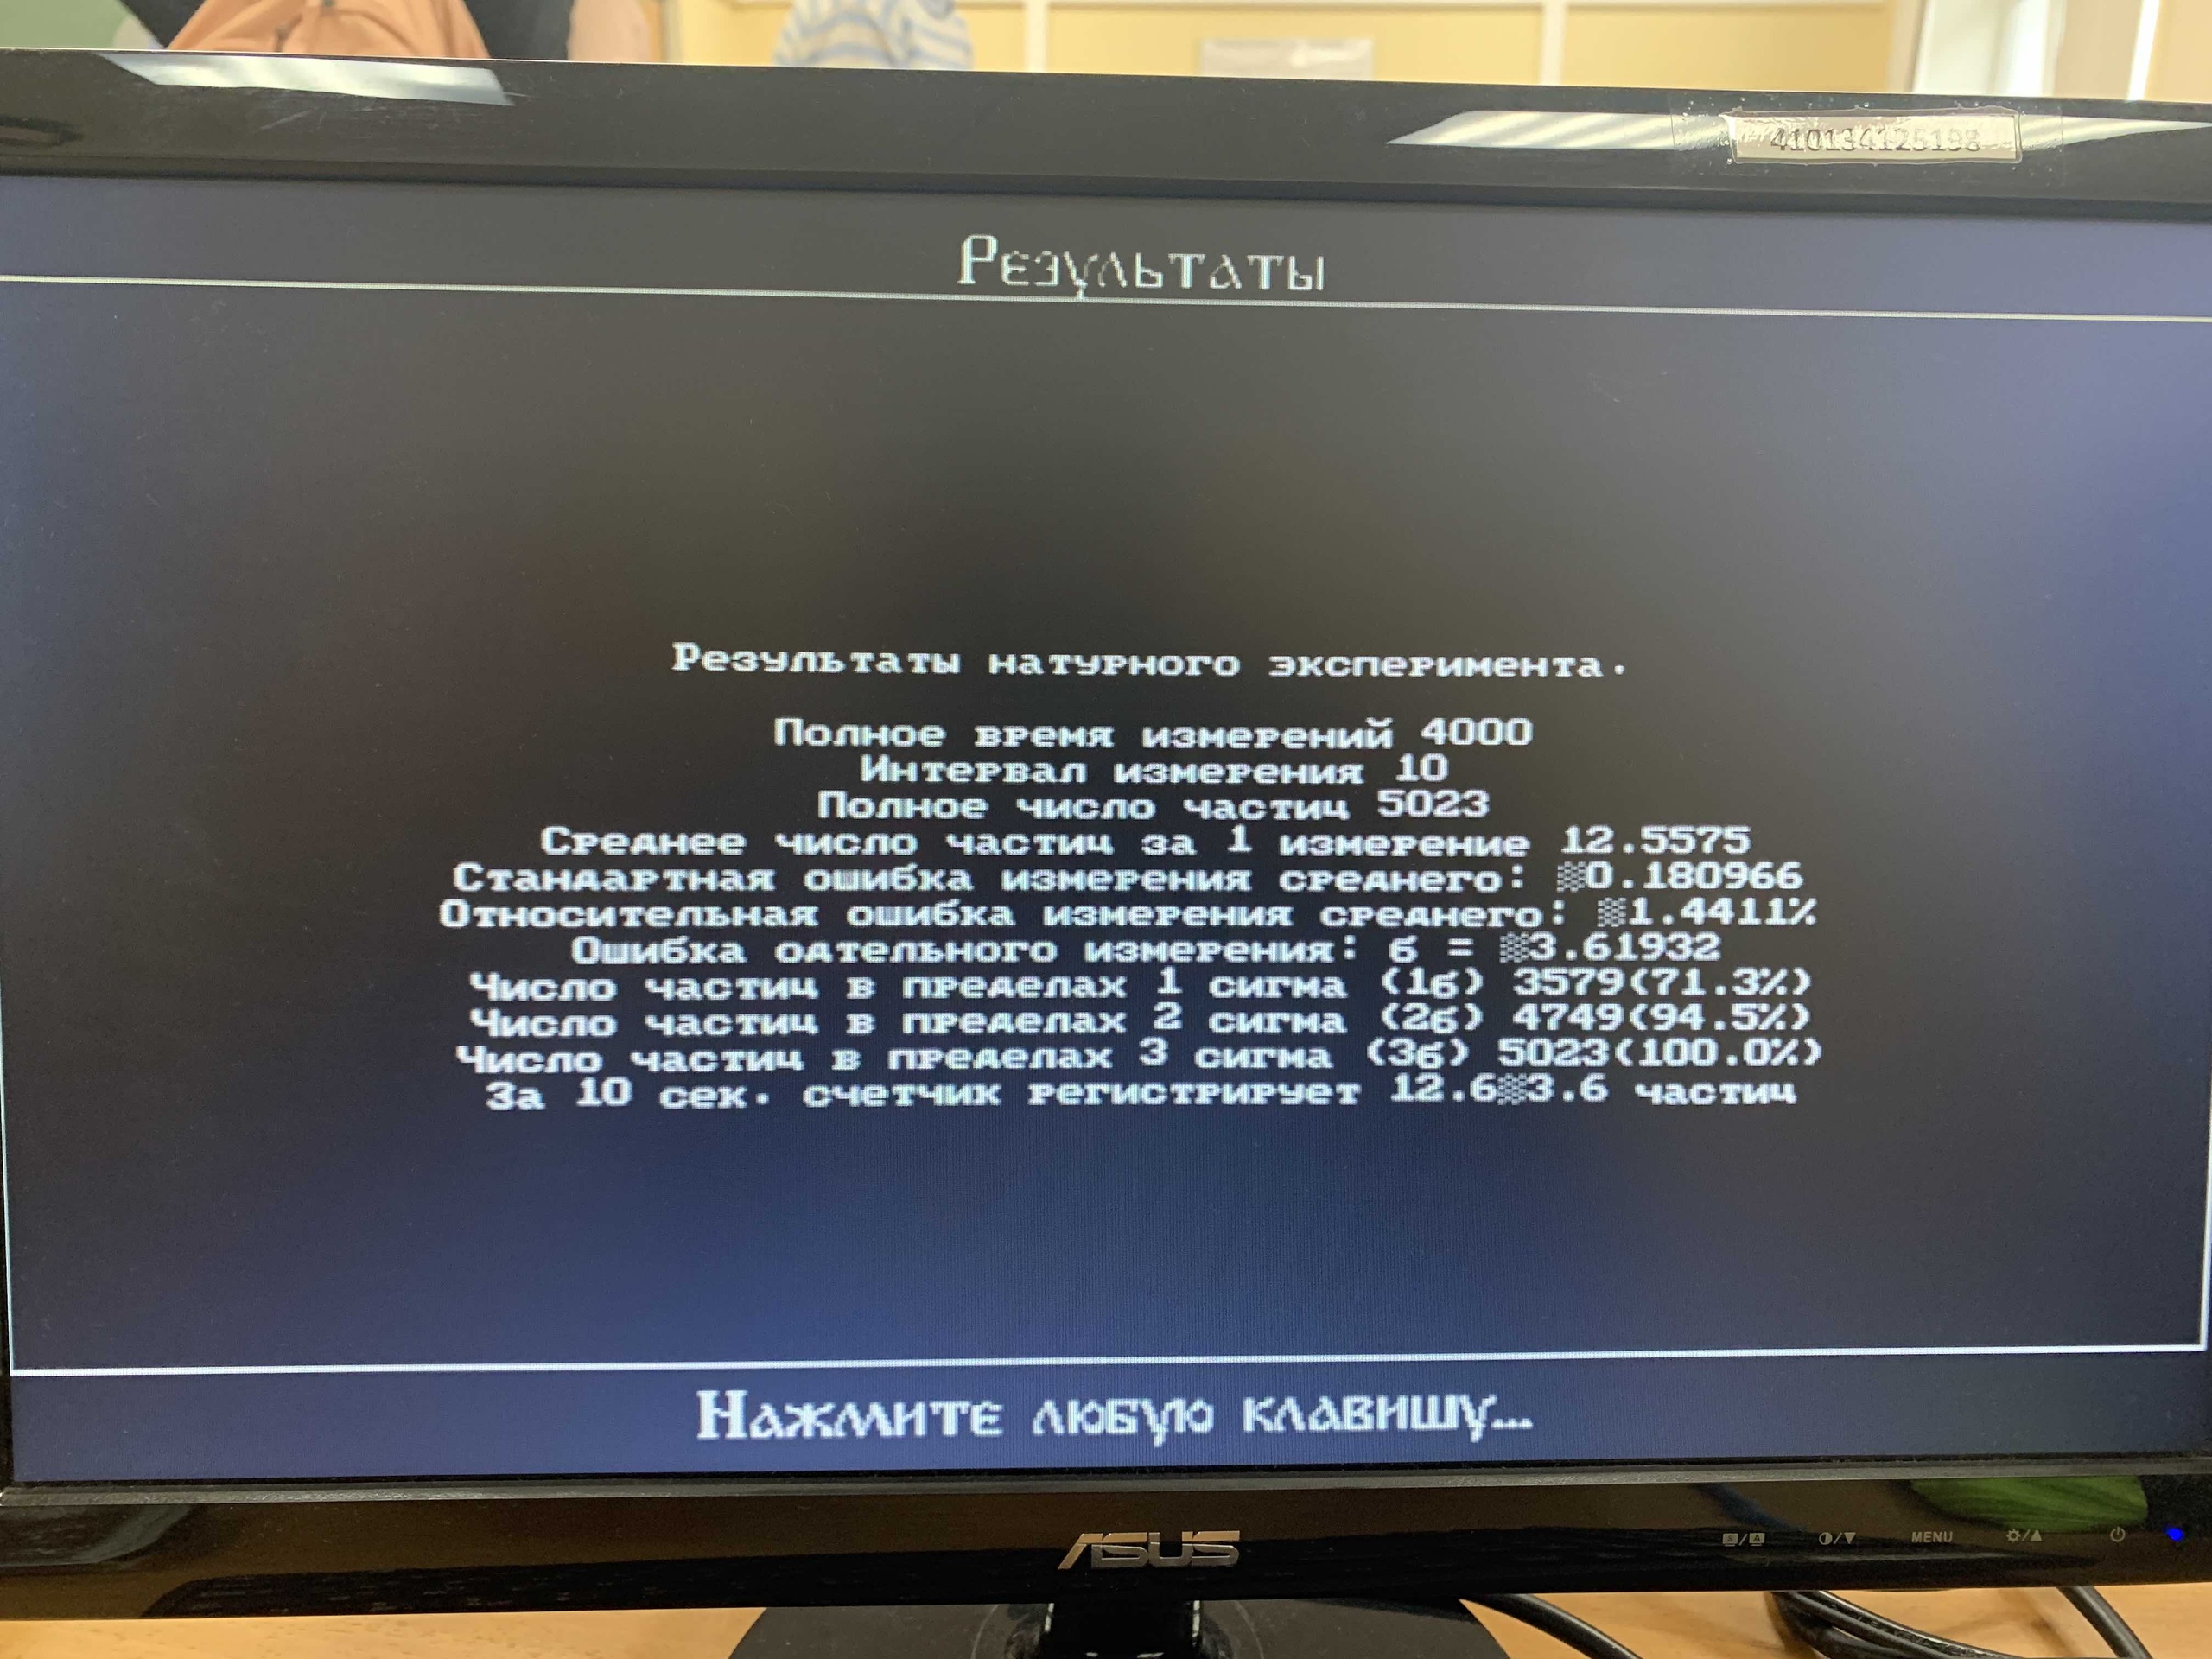 410134125198
Результаты
Результаты натурного эксперимента.
Полное время измерений 4000
Интервал измерения 10
Полное число частиц 5023
Среднее число частиц за 1 измерение 12.5575
Стандартная ошибка измерения среднего: ▒0.180966
Относительная ошибка измерения среднего: ▒1.4411%
Ошибка одательного измерения: б = ▒3.61932
Число частиц в пределах 1 сигма (1б) 3579(71.3%)
Число частиц в пределах 2 сигма (2б) 4749(94.5%)
Число частиц в пределах 3 сигма (3б) 5023(100.0%)
За 10 сек. счетчик регистрирует 12.6▒3.6 частиц
Нажмите любую клавишу...
ASUS
S/A MENU